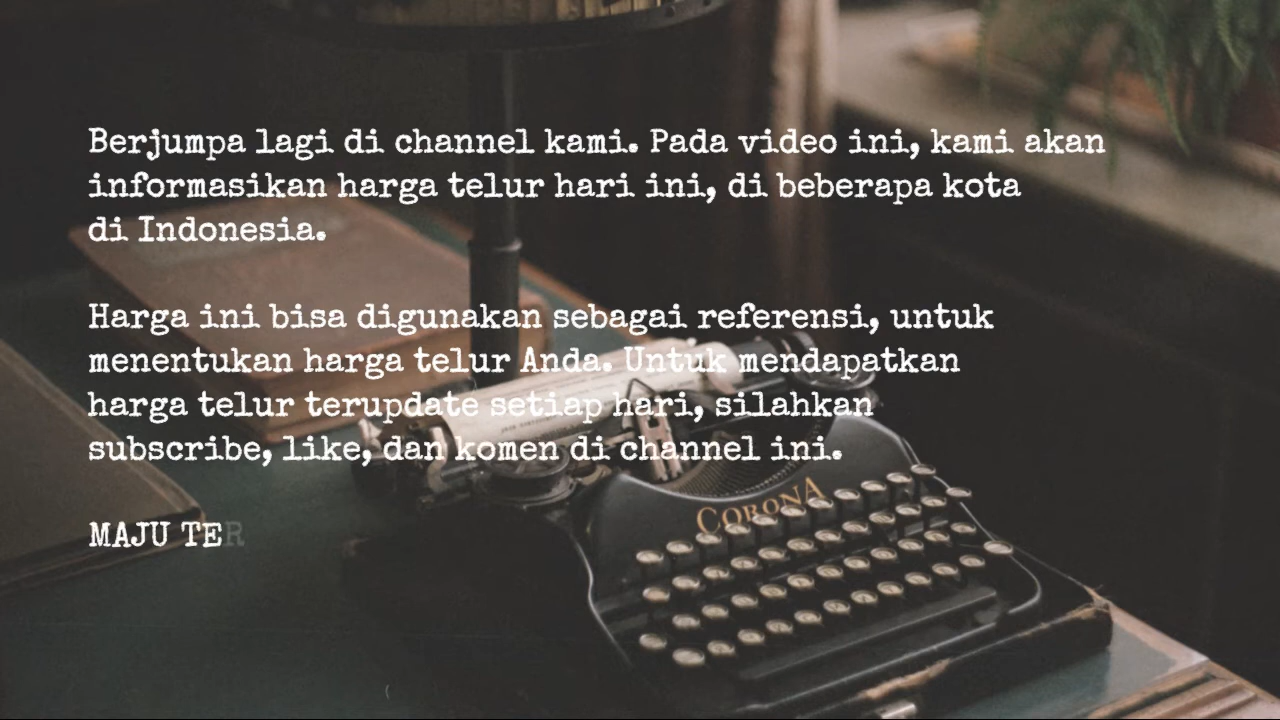 Berjumpa lagi di channel kami. Pada video ini, kami akan
informasikan harga telur hari ini, di beberapa kota
di Indonesia.
Harga ini bisa digunakan sebagai referensi, untuk
menentukan harga telur Anda. Untuk mendapatkan
harga telur terupdate setiap hari, silahkan
subscribe, like, dan komen di channel ini.
MAJU TER
CORONA